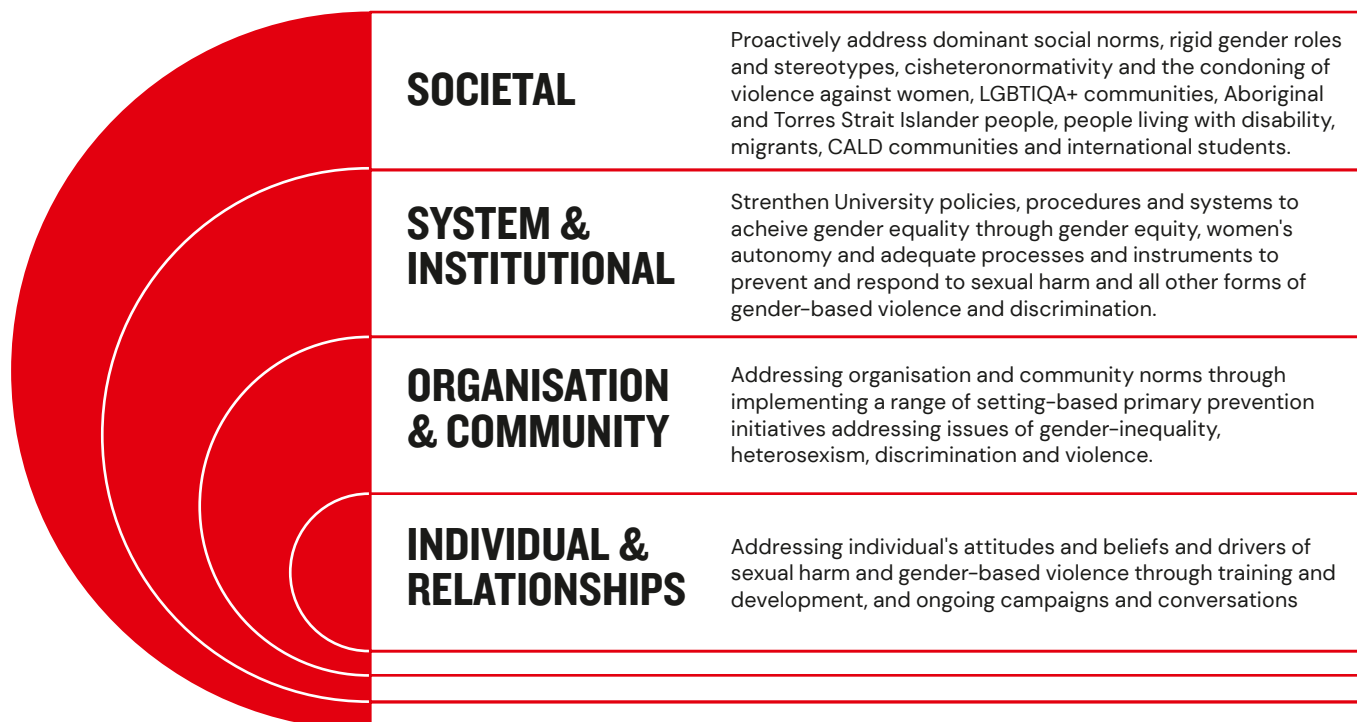 SOCIETAL
Proactively address dominant social norms, rigid gender roles
and stereotypes, cisheteronormativity and the condoning of
violence against women, LGBTIQA+ communities, Aboriginal
and Torres Strait Islander people, people living with disability,
migrants, CALD communities and international students.
SYSTEM &
INSTITUTIONAL
Strenthen University policies, procedures and systems to
acheive gender equality through gender equity, women's
autonomy and adequate processes and instruments to
prevent and respond to sexual harm and all other forms of
gender-based violence and discrimination.
ORGANISATION
& COMMUNITY
Addressing organisation and community norms through
implementing a range of setting-based primary prevention
initiatives addressing issues of gender-inequality,
heterosexism, discrimination and violence.
INDIVIDUAL &
RELATIONSHIPS
Addressing individual's attitudes and beliefs and drivers of
sexual harm and gender-based violence through training and
development, and ongoing campaigns and conversations